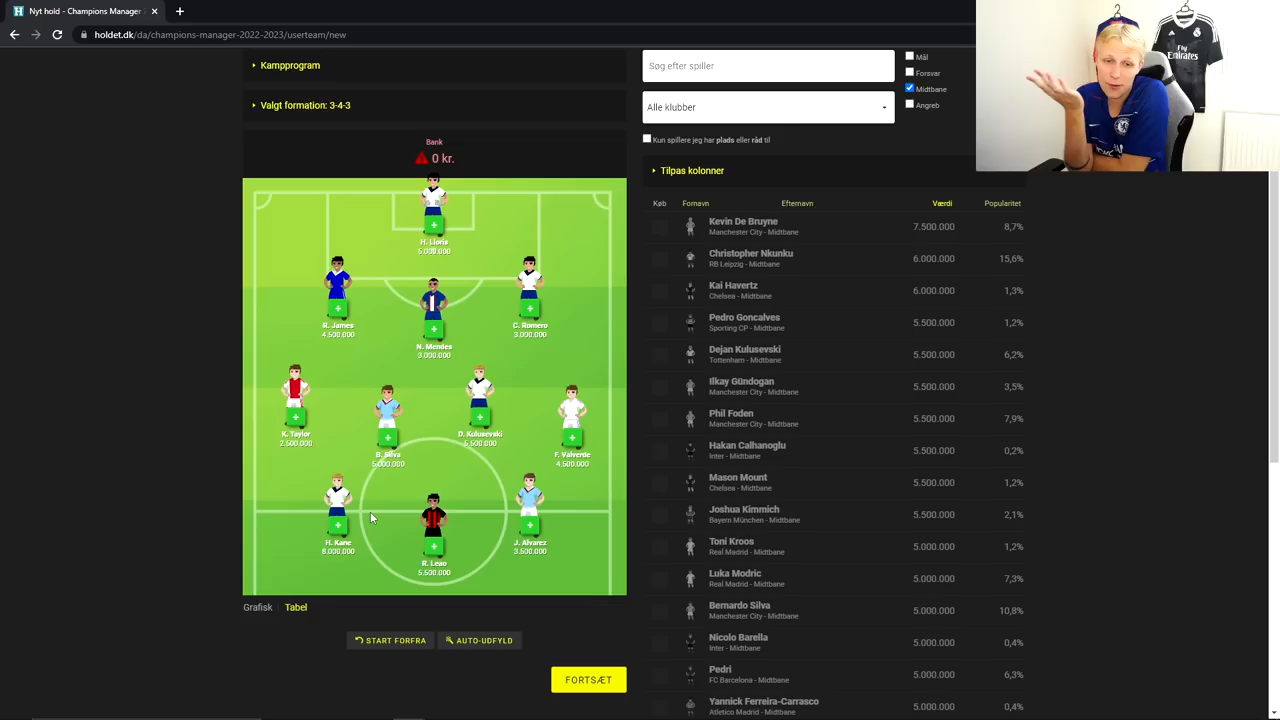 Nyt hold - Champions Manager
holdet.dk/da/champions-manager-2022-2023/userteam/new
Kampprogram
Valgt formation: 3-4-3
Bank
0 kr.
H. Lloris
5.000.000
R. James
4.500.000
C. Romero
3.000.000
N. Mendes
3.000.000
K. Taylor
2.500.000
B. Silva
5.000.000
D. Kulusevski
5.500.000
F. Valverde
4.500.000
H. Kane
8.000.000
R. Leao
5.500.000
J. Alvarez
3.500.000
Grafisk | Tabel
START FORFRA
AUTO-UDFYLD
FORTSÆT
Søg efter spiller
Alle klubber
Mål
Forsvar
Midtbane
Angreb
Kun spillere jeg har plads eller råd til
Tilpas kolonner
Køb Fornavn Efternavn Værdi Popularitet
Kevin De Bruyne 7.500.000 8,7%
Manchester City - Midtbane
Christopher Nkunku 6.000.000 15,6%
RB Leipzig - Midtbane
Kai Havertz 6.000.000 1,3%
Chelsea - Midtbane
Pedro Goncalves 5.500.000 1,2%
Sporting CP - Midtbane
Dejan Kulusevski 5.500.000 6,2%
Tottenham - Midtbane
Ilkay Gündogan 5.500.000 3,5%
Manchester City - Midtbane
Phil Foden 5.500.000 7,9%
Manchester City - Midtbane
Hakan Calhanoglu 5.500.000 0,2%
Inter - Midtbane
Mason Mount 5.500.000 1,2%
Chelsea - Midtbane
Joshua Kimmich 5.500.000 2,1%
Bayern München - Midtbane
Toni Kroos 5.000.000 1,2%
Real Madrid - Midtbane
Luka Modric 5.000.000 7,3%
Real Madrid - Midtbane
Bernardo Silva 5.000.000 10,8%
Manchester City - Midtbane
Nicolo Barella 5.000.000 0,4%
Inter - Midtbane
Pedri 5.000.000 6,3%
FC Barcelona - Midtbane
Yannick Ferreira-Carrasco 5.000.000 0,4%
Atletico Madrid - Midtbane
Fly
Emirates